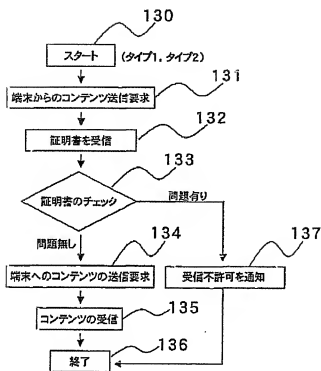 130
スタート (タイプ1. タイプ2)
131
端末からのコンテンツ送信要求
132
証明書を受信
133
証明書のチェック
問題有り
問題無し
134
137
端末へのコンテンツの送信要求
受信不許可を通知
135
コンテンツの受信
136
終了